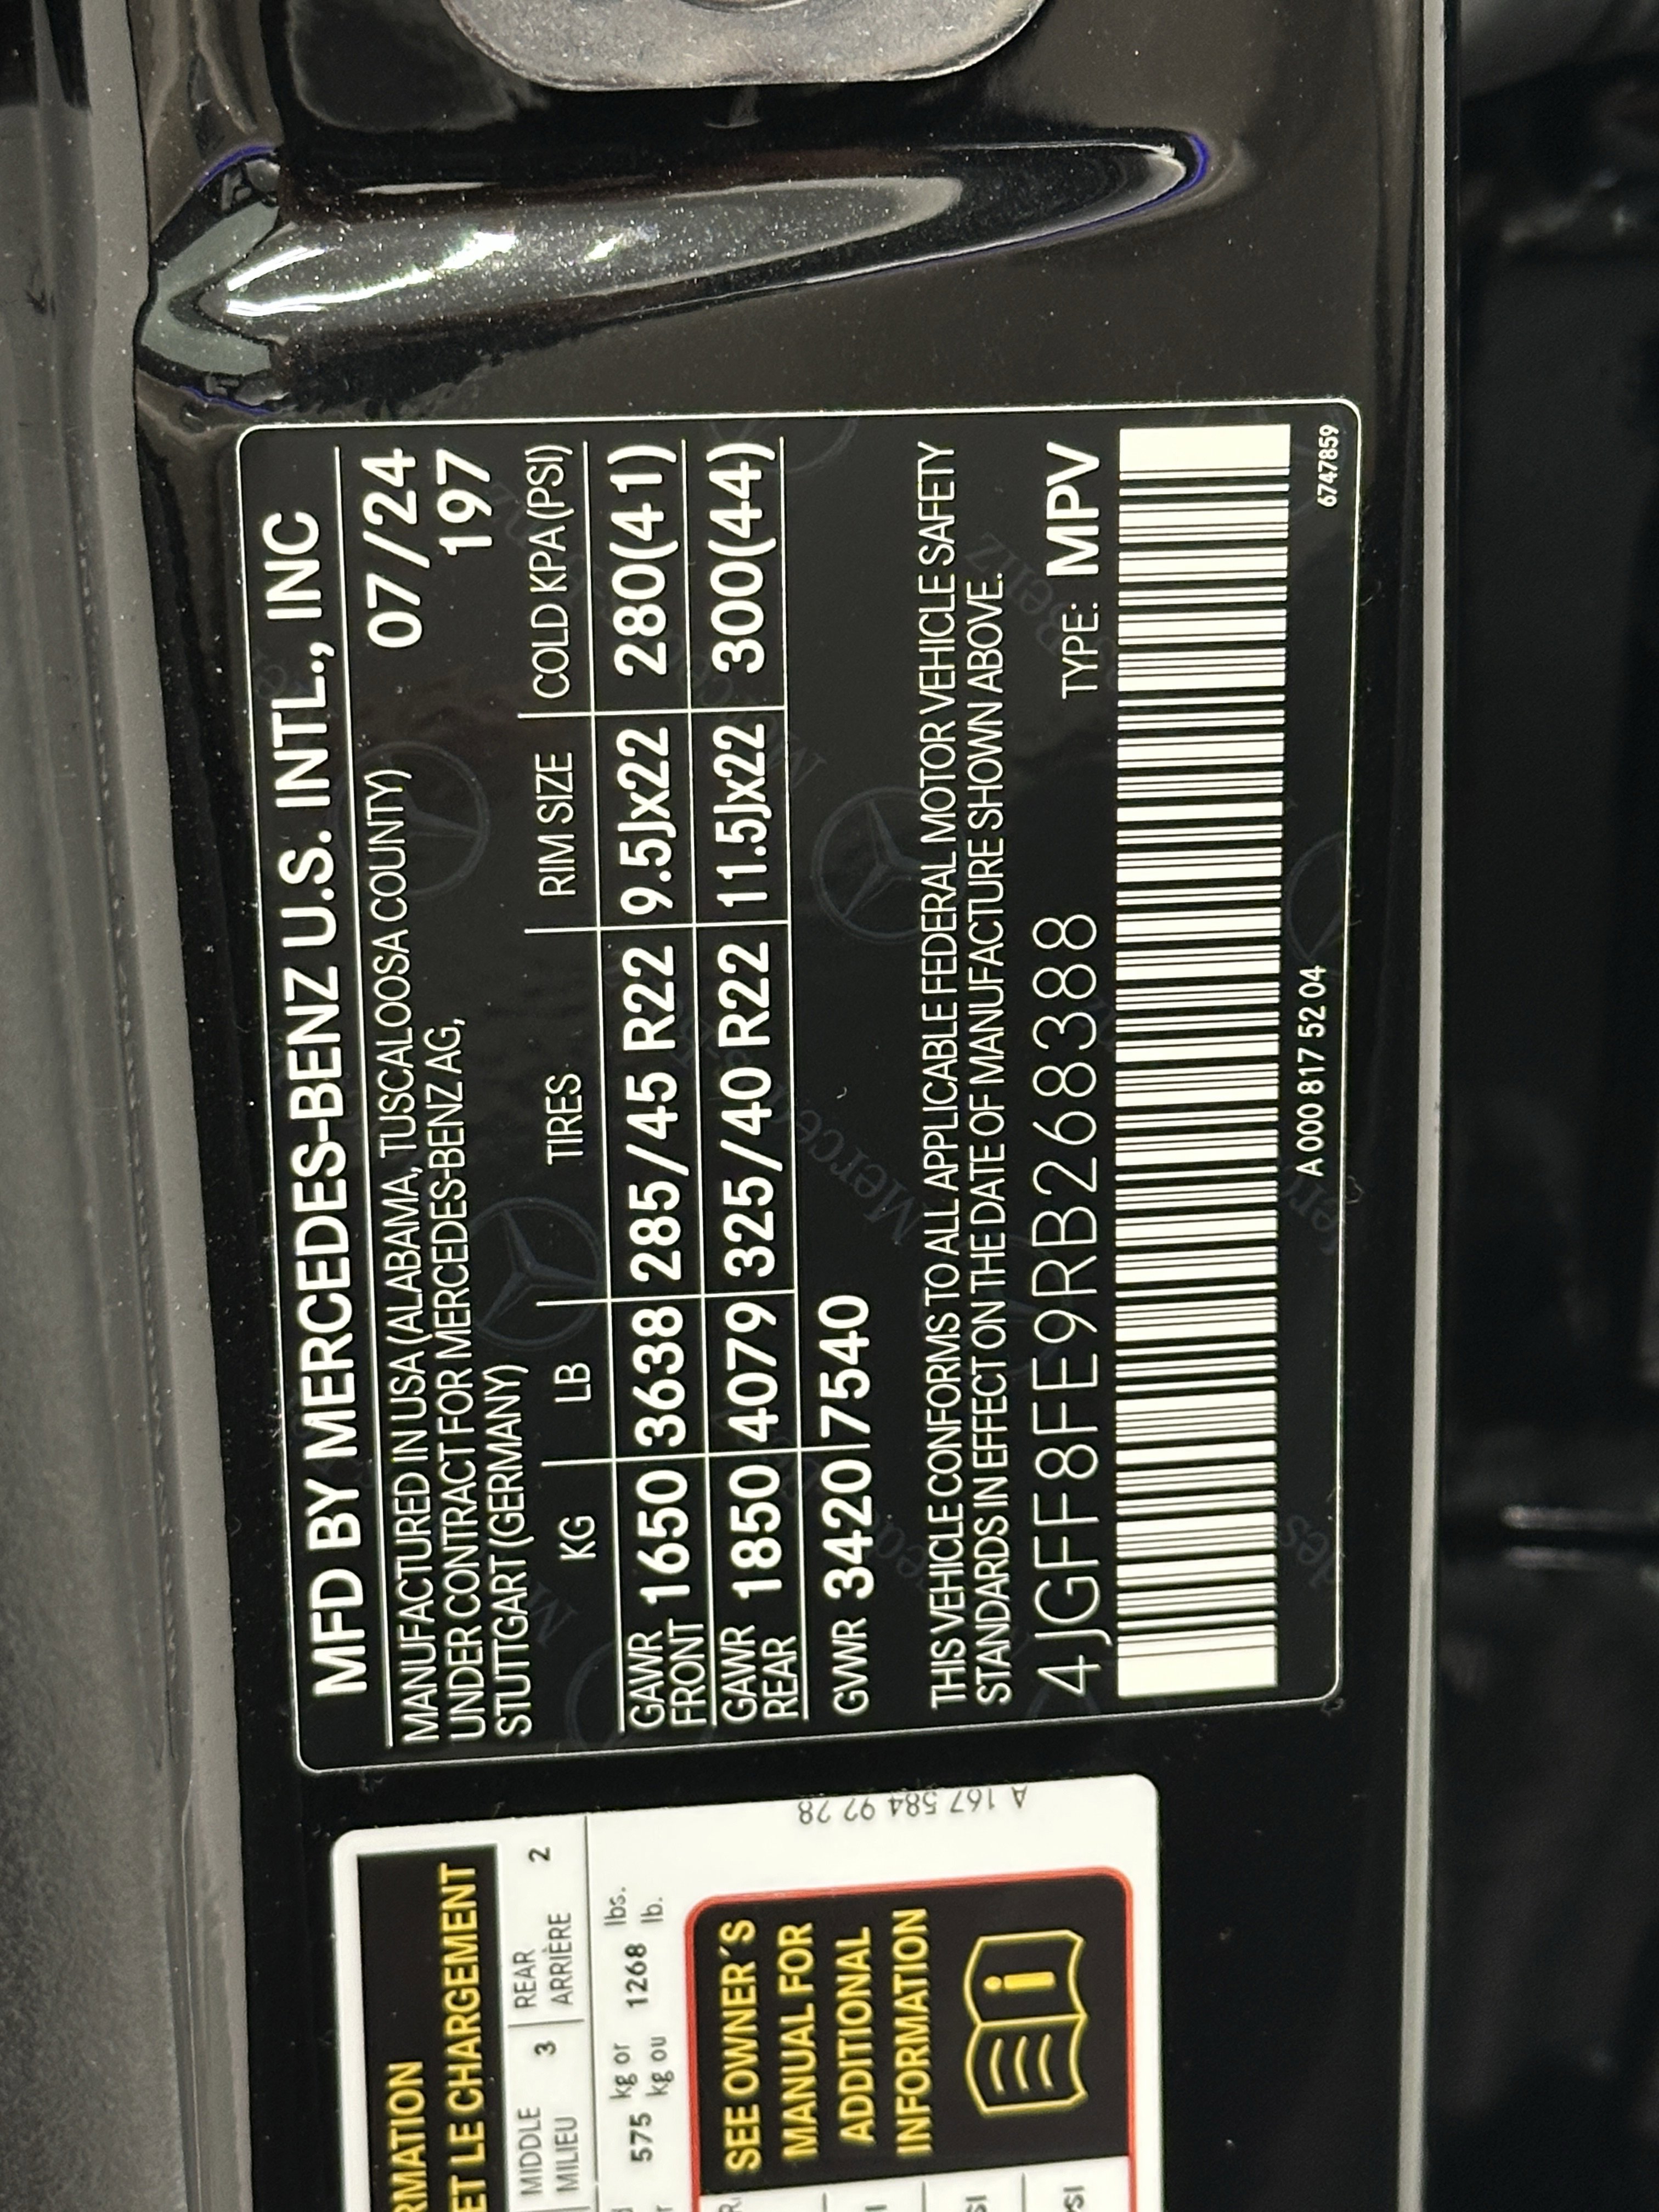 MFD BY MERCEDES-BENZ U.S. INTL., INC
MANUFACTURED IN USA (ALABAMA, TUSCALOOSA COUNTY) 07/24
UNDER CONTRACT FOR MERCEDES-BENZ AG, 197
STUTTGART (GERMANY)
KG LB TIRES RIM SIZE COLD KPA(PSI)
GAWR FRONT 1650 3638 285/45 R22 9.5Jx22 280(41)
GAWR REAR 1850 4079 325/40 R22 11.5Jx22 300(44)
GVWR 3420 7540
THIS VEHICLE CONFORMS TO ALL APPLICABLE FEDERAL MOTOR VEHICLE SAFETY
STANDARDS IN EFFECT ON THE DATE OF MANUFACTURE SHOWN ABOVE.
4JGFF8FE9RB268388 TYPE: MPV
A 000 817 52 04 6747859
ET LE CHARGEMENT
MIDDLE 3 REAR 2
MILIEU ARRIÈRE
575 kg or 1268 lbs.
kg ou lb.
SEE OWNER'S
MANUAL FOR
ADDITIONAL
INFORMATION
A 167 584 92 28